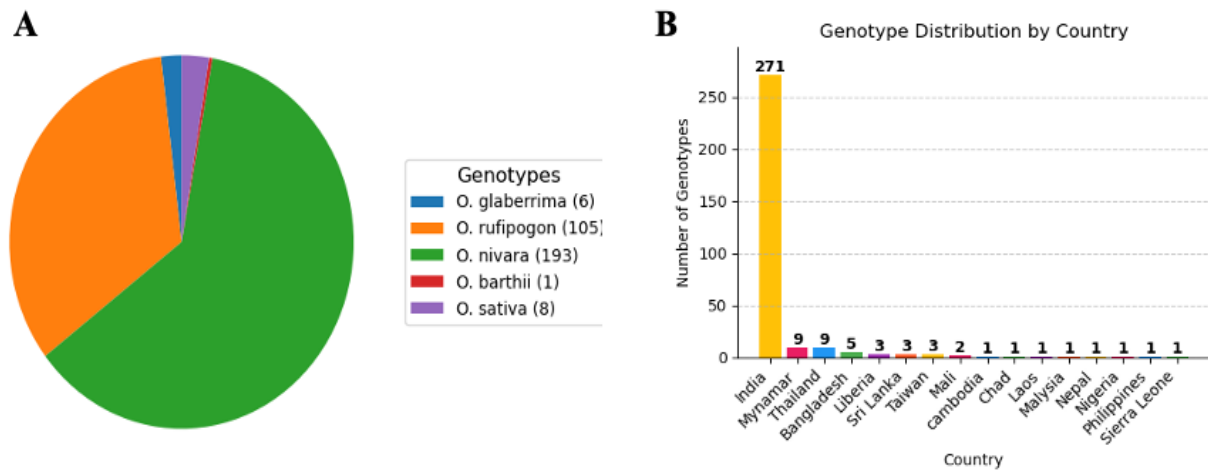 A
Genotypes
O. glaberrima (6)
O. rufipogon (105)
O. nivara (193)
O. barthii (1)
O. sativa (8)
B
Genotype Distribution by Country
Number of Genotypes
250
200
150
100
50
0
271
9
9
5
3
3
3
2
1
1
1
1
1
1
1
1
India
Mynamar
Thailand
Bangladesh
Liberia
Sri Lanka
Taiwan
Mali
cambodia
Chad
Laos
Malysia
Nepal
Nigeria
Philippines
Sierra Leone
Country